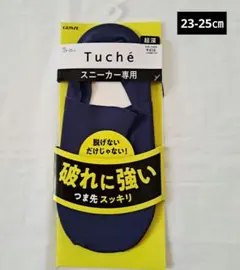 GUNZE
超薄
23-25㎝
Tuché
スニーカー専用
脱げない
だけじゃない!
破れに強い
つま先スッキリ